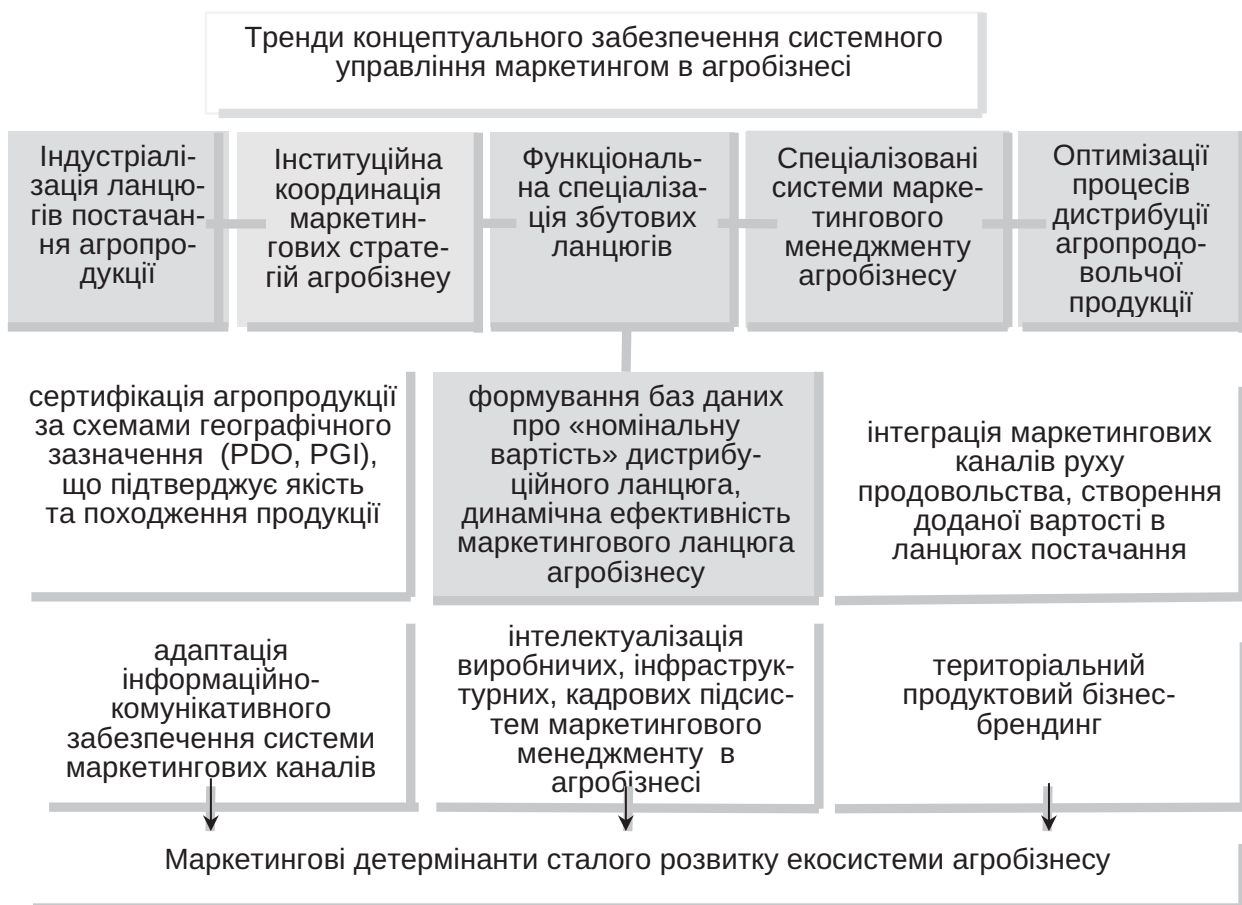 Тренди концептуального забезпечення системного
управління маркетингом в агробізнесі
Індустріалі-
зація ланцю-
гів постачан-
ня агропро-
дукції
Інституційна
координація
маркетин-
гових страте-
гій агробізнеу
Функціональ-
на спеціаліза-
ція збутових
ланцюгів
Спеціалізовані
системи марке-
тингового
менеджменту
агробізнесу
Оптимізації
процесів
дистрибуції
агропродо-
вольчої
продукції
сертифікація агропродукції
за схемами географічного
зазначення (PDO, PGI),
що підтверджує якість
та походження продукції
формування баз даних
про «номінальну
вартість» дистрибу-
ційного ланцюга,
динамічна ефективність
маркетингового ланцюга
агробізнесу
інтеграція маркетингових
каналів руху
продовольства, створення
доданої вартості в
ланцюгах постачання
адаптація
інформаційно-
комунікативного
забезпечення системи
маркетингових каналів
інтелектуалізація
виробничих, інфраструк-
турних, кадрових підсис-
тем маркетингового
менеджменту в
агробізнесі
територіальний
продуктовий бізнес-
брендинг
Маркетингові детермінанти сталого розвитку екосистеми агробізнесу